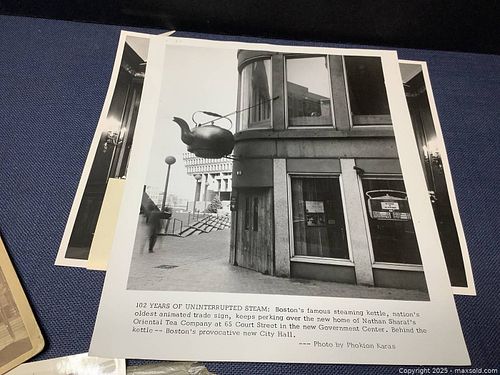 102 YEARS OF UNINTERRUPTED STEAM: Boston's famous steaming kettle, nation's
oldest animated trade sign, keeps perking over the new home of Nathan Sharaf's
Oriental Tea Company at 65 Court Street in the new Government Center. Behind the
kettle -- Boston's provocative new City Hall.
--- Photo by Phokion Karas
Copyright 2025 - maxsold.com